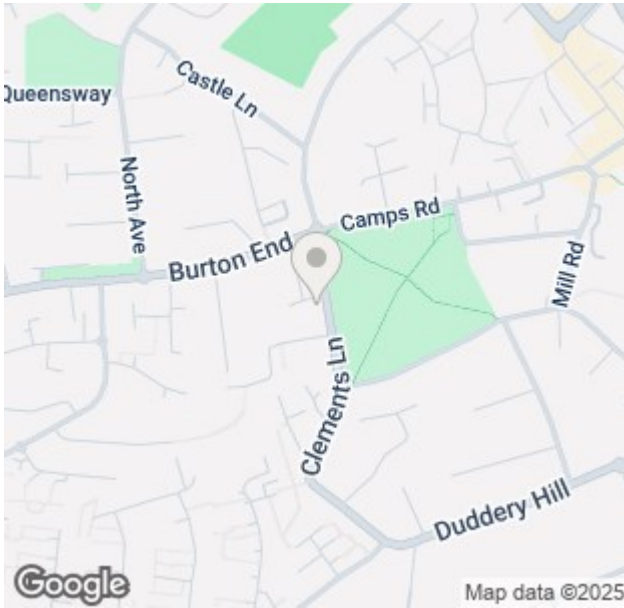 Queensway
Castle Ln
North Ave
Camps Rd
Burton End
Mill Rd
Clements Ln
Duddery Hill
Google
Map data ©2025